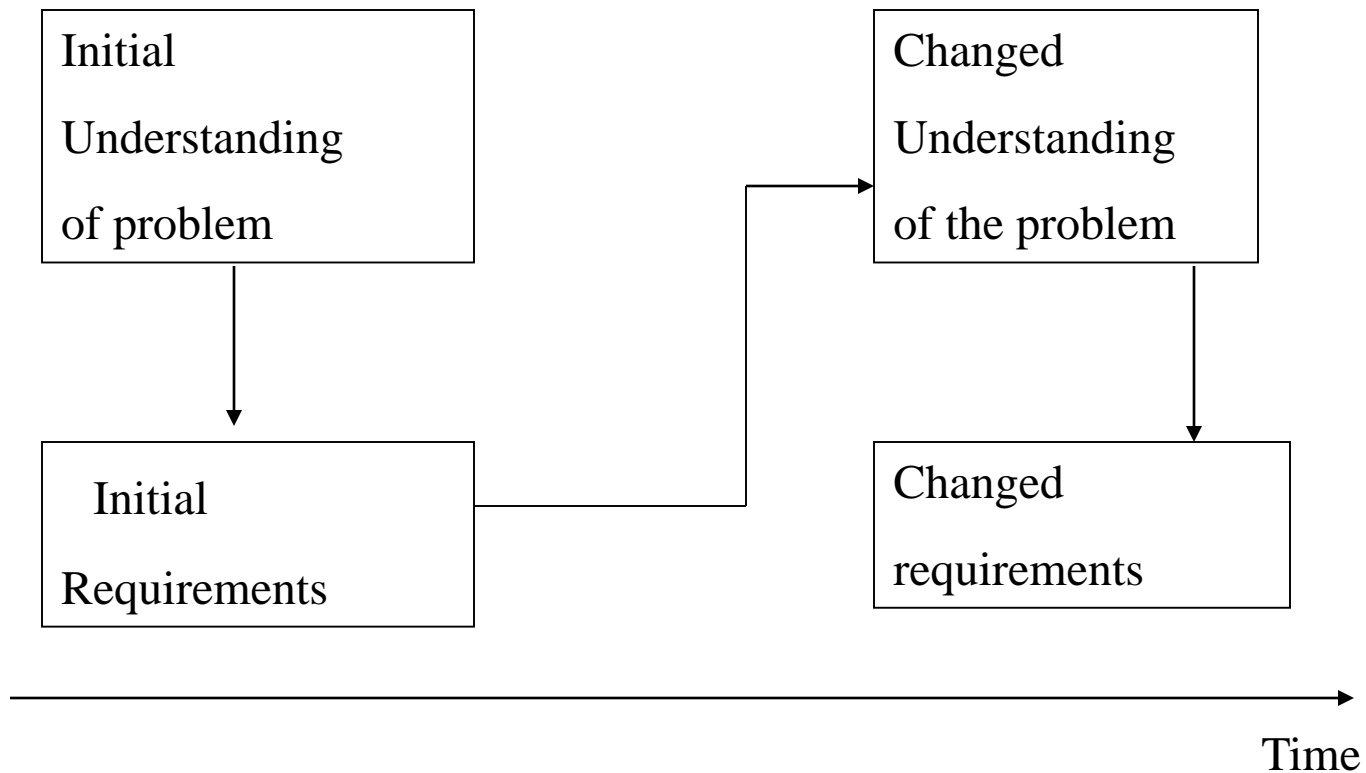 Initial
Understanding
of problem
Changed
Understanding
of the problem
Initial
Requirements
Changed
requirements
Time